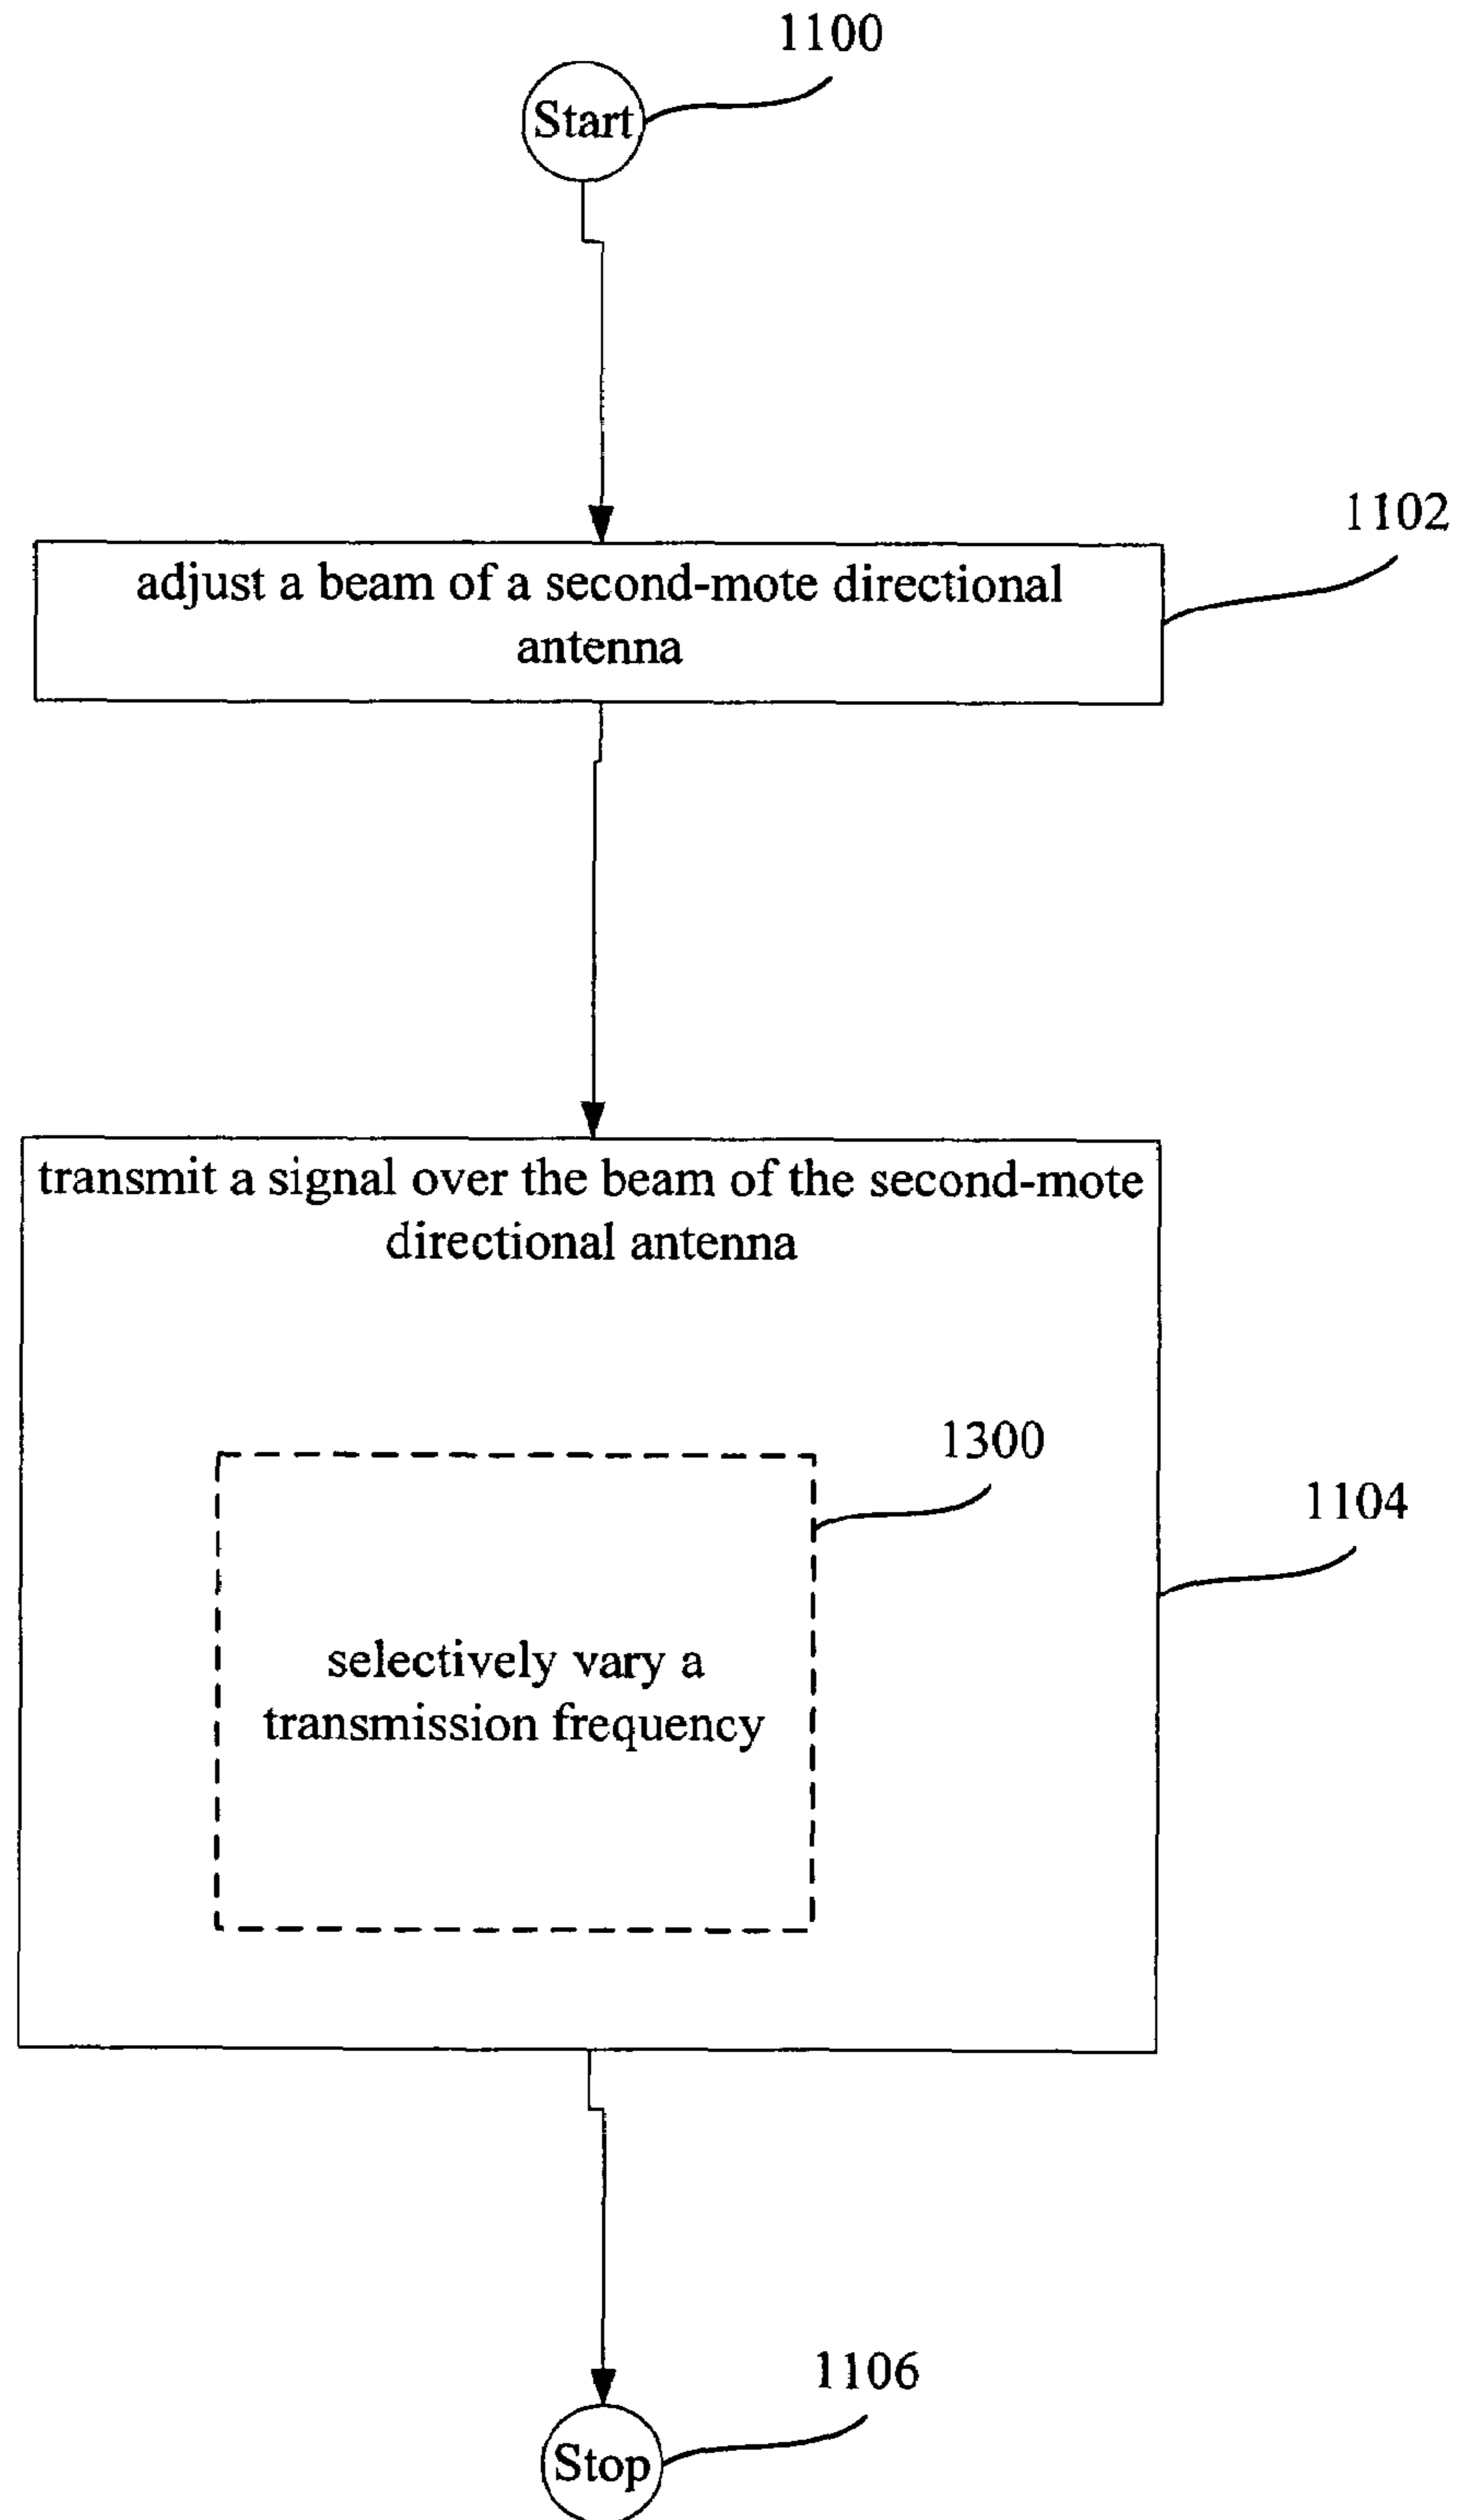 1100
Start
1102
adjust a beam of a second-mote directional
antenna
transmit a signal over the beam of the second-mote
directional antenna
1300
1104
selectively vary a
transmission frequency
1106
Stop